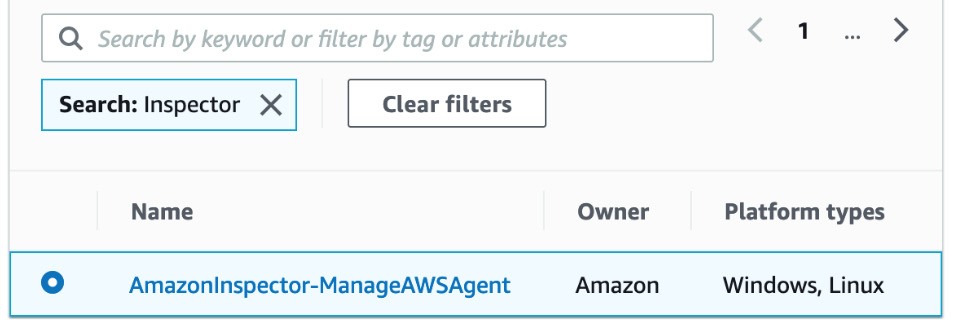 Search by keyword or filter by tag or attributes
1 ...
Search: Inspector
Clear filters
Name Owner Platform types
AmazonInspector-ManageAWSAgent Amazon Windows, Linux